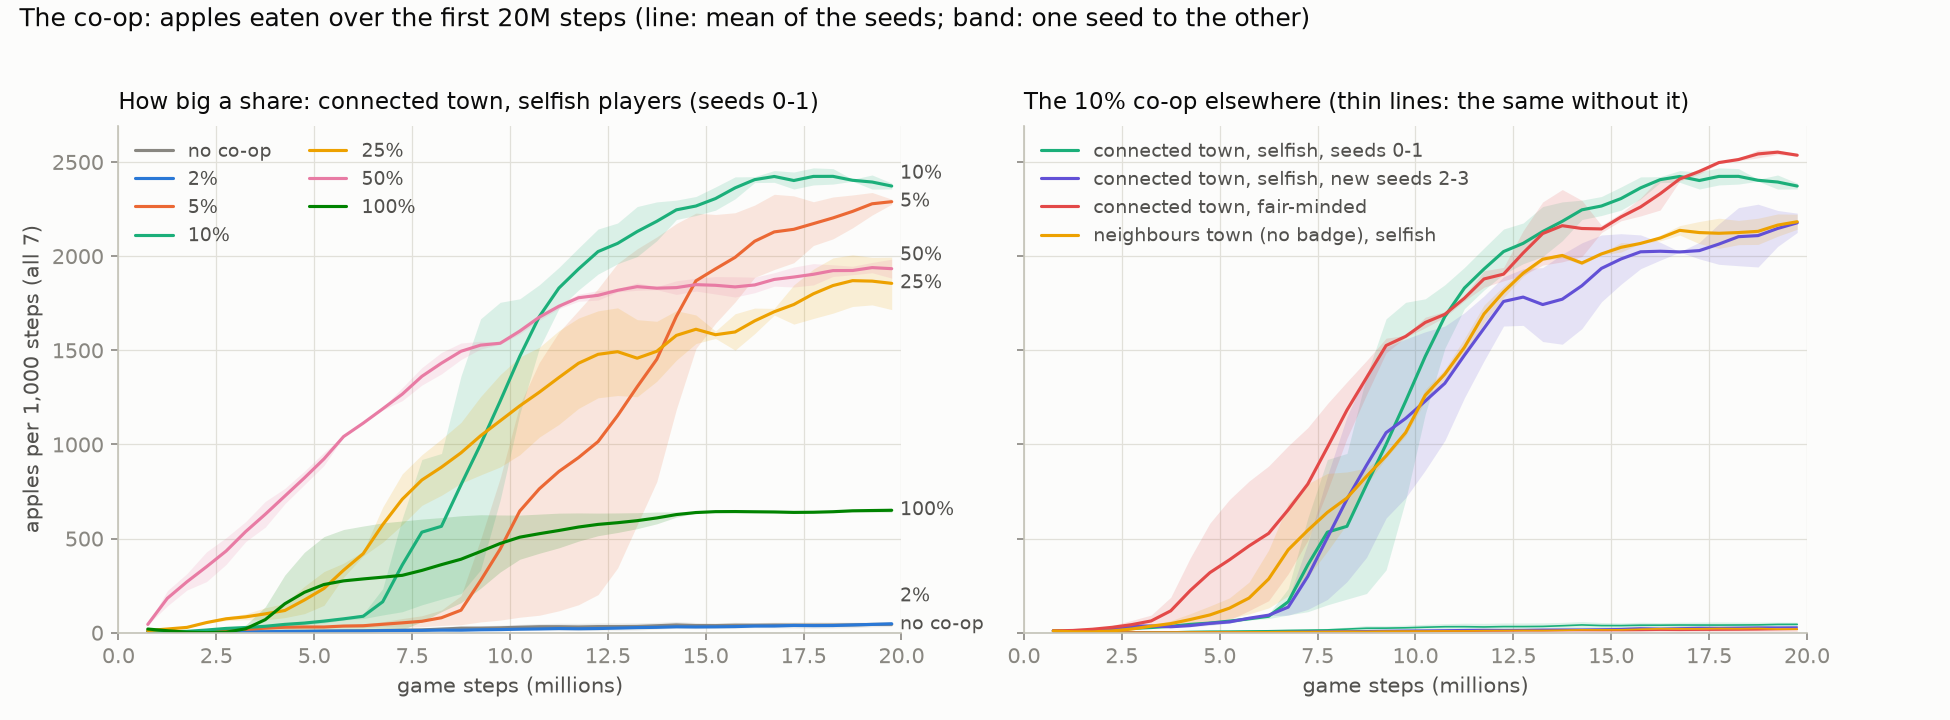 The co-op: apples eaten over the first 20M steps (line: mean of the seeds; band: one seed to the other)
How big a share: connected town, selfish players (seeds 0-1)
no co-op
2%
5%
10%
25%
50%
100%
2500
2000
1500
1000
500
0
apples per 1,000 steps (all 7)
10%
5%
50%
25%
100%
2%
no co-op
0.0 2.5 5.0 7.5 10.0 12.5 15.0 17.5 20.0
game steps (millions)
The 10% co-op elsewhere (thin lines: the same without it)
connected town, selfish, seeds 0-1
connected town, selfish, new seeds 2-3
connected town, fair-minded
neighbours town (no badge), selfish
0.0 2.5 5.0 7.5 10.0 12.5 15.0 17.5 20.0
game steps (millions)